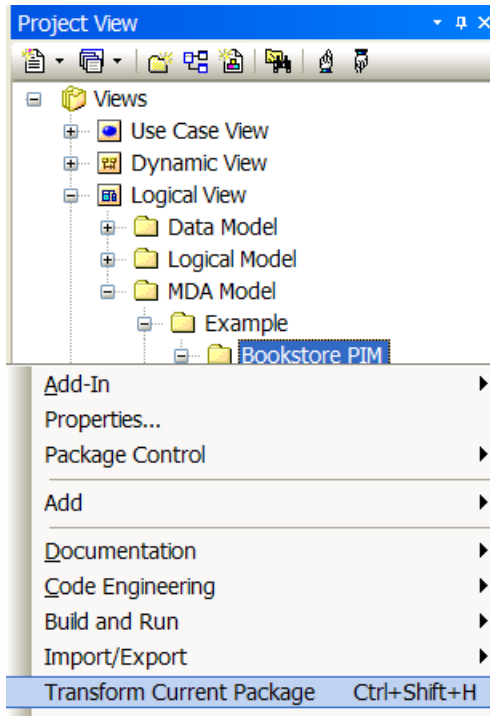 Project View
Views
Use Case View
Dynamic View
Logical View
Data Model
Logical Model
MDA Model
Example
Bookstore PIM
Add-In
Properties...
Package Control
Add
Documentation
Code Engineering
Build and Run
Import/Export
Transform Current Package Ctrl+Shift+H